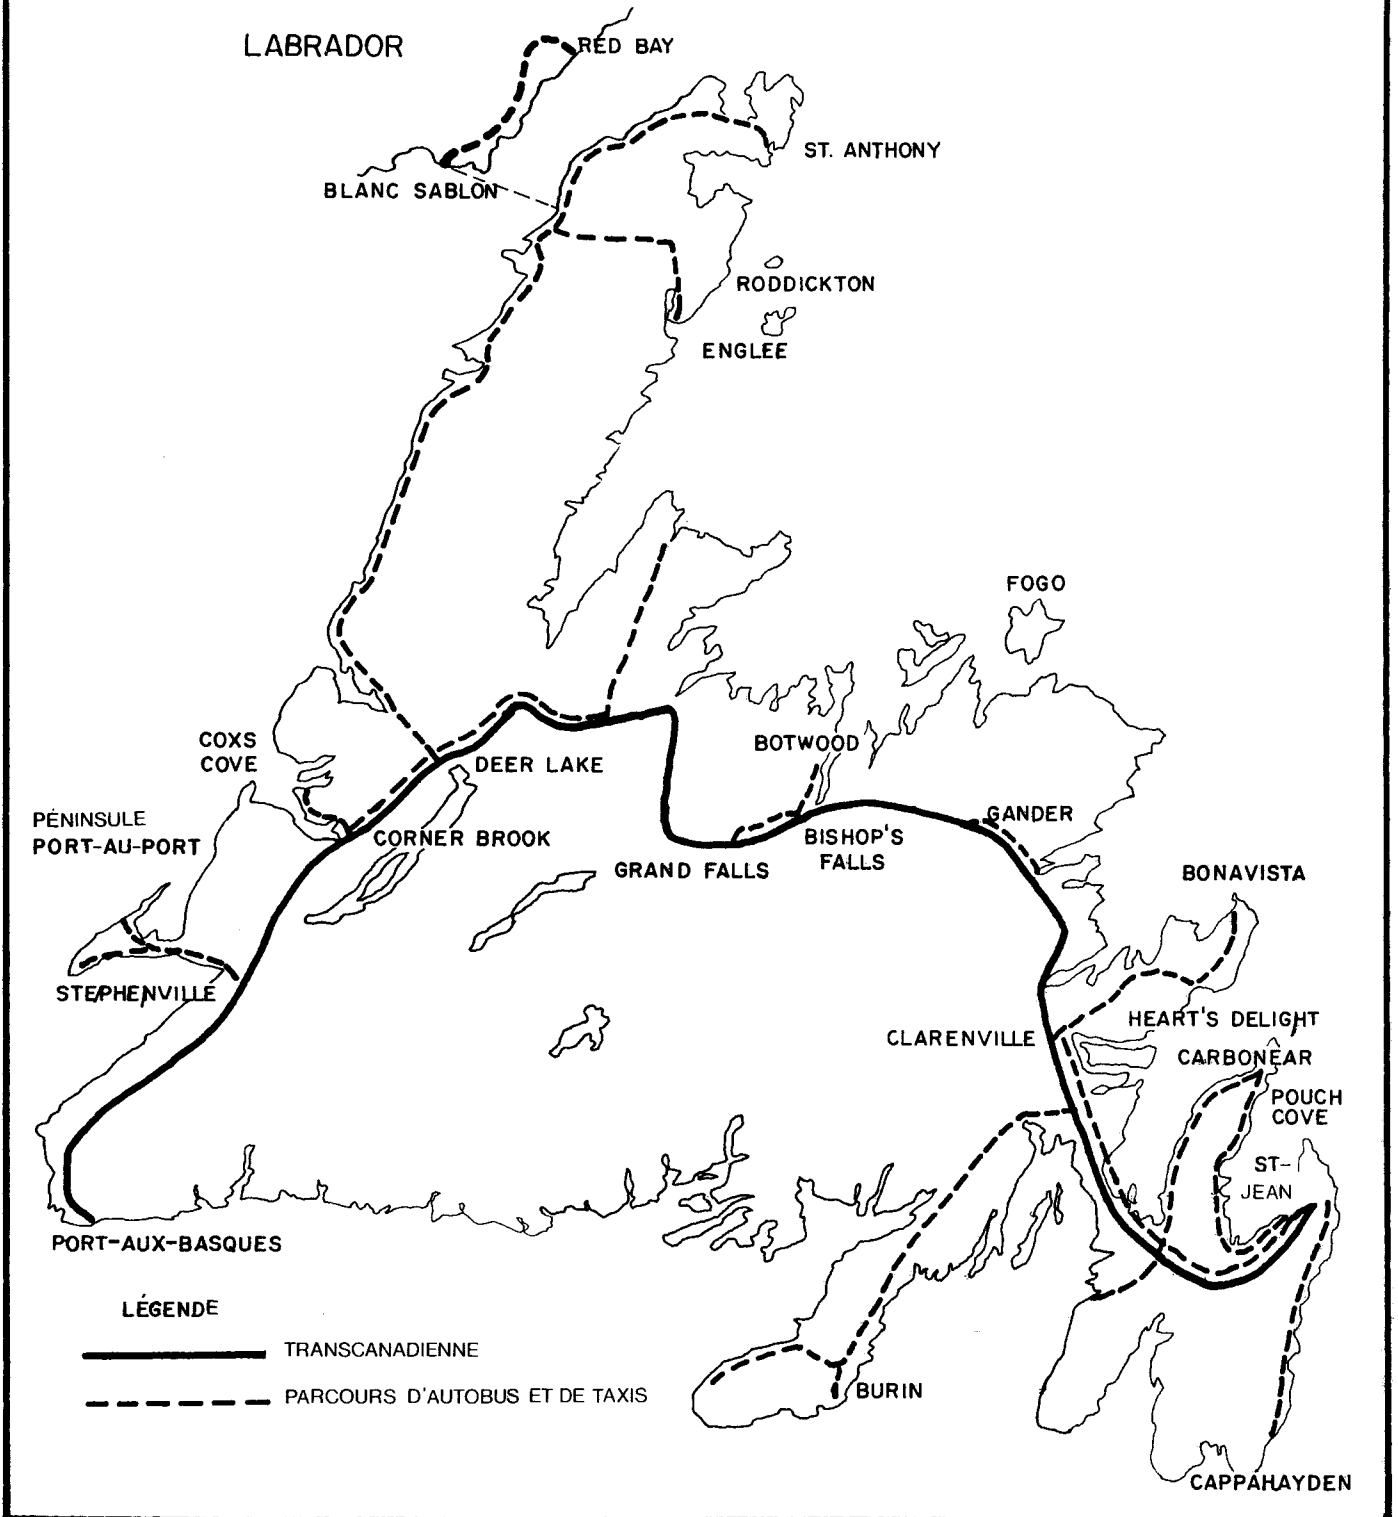 LABRADOR
RED BAY
ST. ANTHONY
BLANC SABLON
RODDICKTON
ENGLEE
FOGO
COXS
COVE
DEER LAKE
BOTWOOD
PÉNINSULE
PORT-AU-PORT
CORNER BROOK
GRAND FALLS
BISHOP'S
FALLS
GANDER
BONAVISTA
STEPHENVILLE
CLARENVILLE
HEART'S DELIGHT
CARBONEAR
POUCH
COVE
ST-
JEAN
PORT-AUX-BASQUES
LÉGENDE
TRANSCANADIENNE
PARCOURS D'AUTOBUS ET DE TAXIS
BURIN
CAPPAHAYDEN